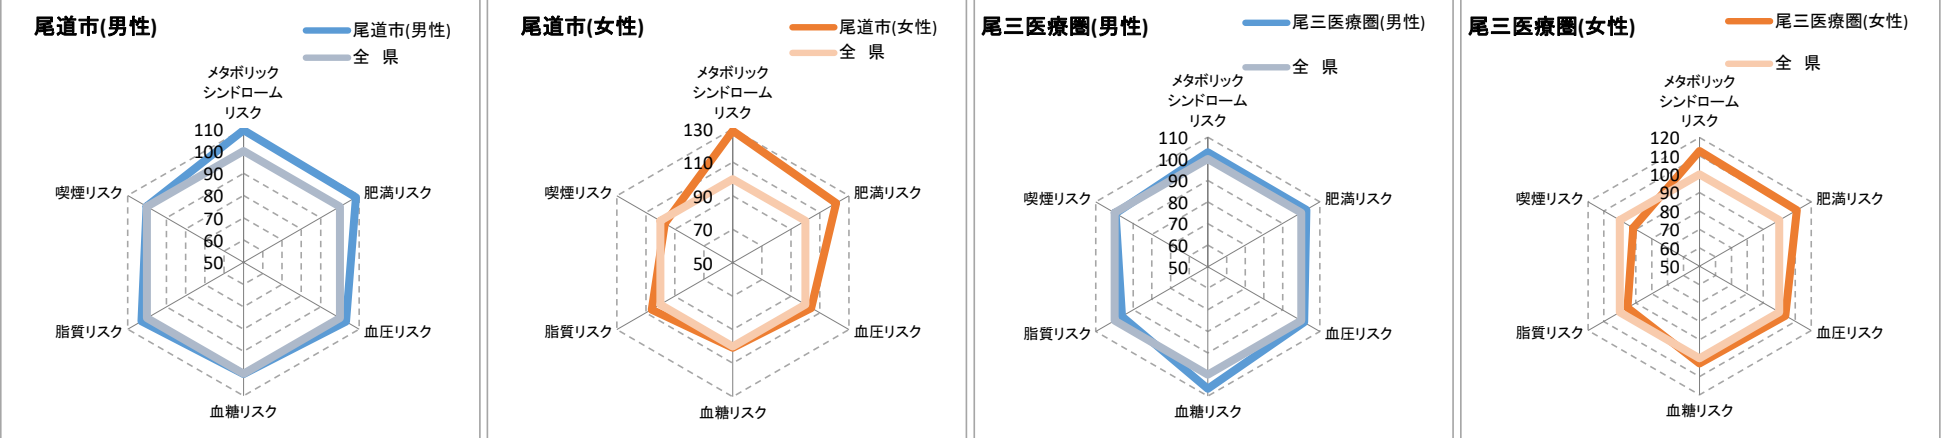 尾道市(男性)
尾道市(男性)
全 県
メタボリック
シンドローム
リスク
110
100
90
80
70
60
50
喫煙リスク
肥満リスク
脂質リスク
血圧リスク
血糖リスク
尾道市(女性)
尾道市(女性)
全 県
メタボリック
シンドローム
リスク
130
110
90
70
50
喫煙リスク
肥満リスク
脂質リスク
血圧リスク
血糖リスク
尾三医療圏(男性)
尾三医療圏(男性)
全 県
メタボリック
シンドローム
リスク
110
100
90
80
70
60
50
喫煙リスク
肥満リスク
脂質リスク
血圧リスク
血糖リスク
尾三医療圏(女性)
尾三医療圏(女性)
全 県
メタボリック
シンドローム
リスク
120
110
100
90
80
70
60
50
喫煙リスク
肥満リスク
脂質リスク
血圧リスク
血糖リスク